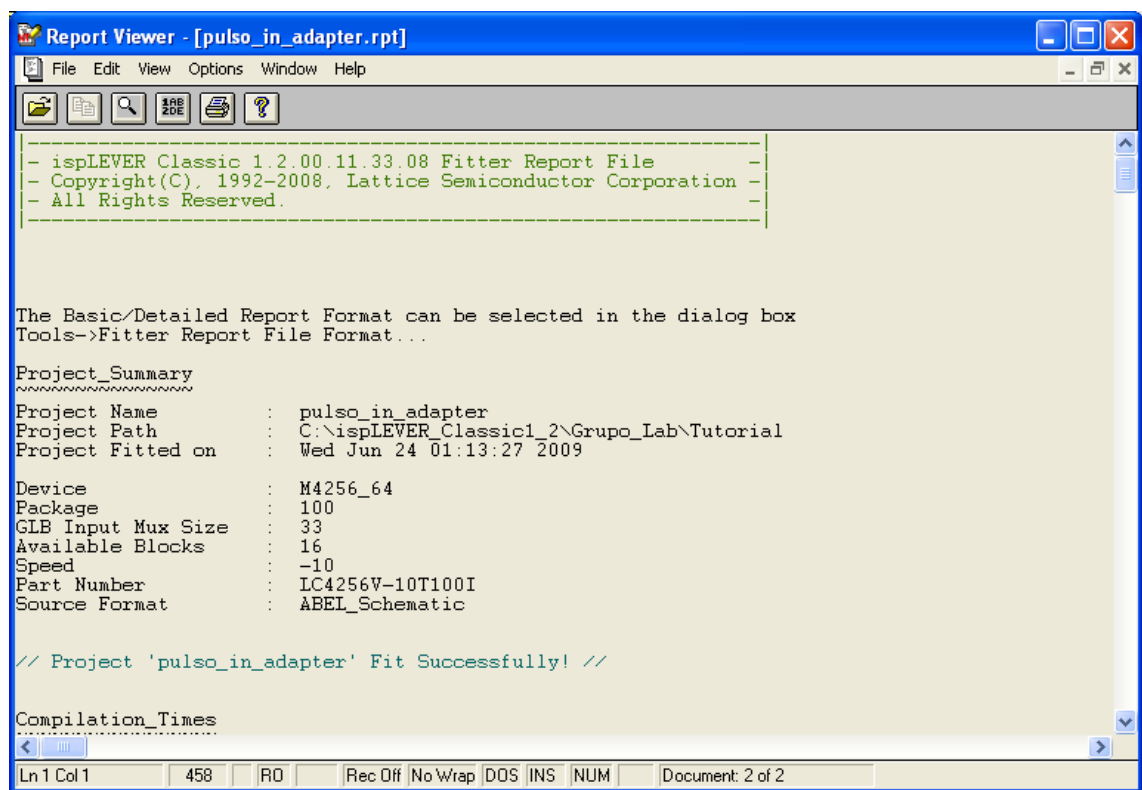 Report Viewer - [pulso_in_adapter.rpt]
File Edit View Options Window Help
1AB
2DE
|--------------------------------------------------------------|
|- ispLEVER Classic 1.2.00.11.33.08 Fitter Report File        -|
|- Copyright(C), 1992-2008, Lattice Semiconductor Corporation -|
|- All Rights Reserved.                                       -|
|--------------------------------------------------------------|
The Basic/Detailed Report Format can be selected in the dialog box
Tools->Fitter Report File Format...
Project_Summary
~~~~~~~~~~~~~~~
Project Name         :  pulso_in_adapter
Project Path         :  C:\ispLEVER_Classic1_2\Grupo_Lab\Tutorial
Project Fitted on    :  Wed Jun 24 01:13:27 2009
Device               :  M4256_64
Package              :  100
GLB Input Mux Size   :  33
Available Blocks     :  16
Speed                :  -10
Part Number          :  LC4256V-10T100I
Source Format        :  ABEL_Schematic
// Project 'pulso_in_adapter' Fit Successfully! //
Compilation_Times
Ln 1 Col 1 458 RO Rec Off No Wrap DOS INS NUM Document: 2 of 2